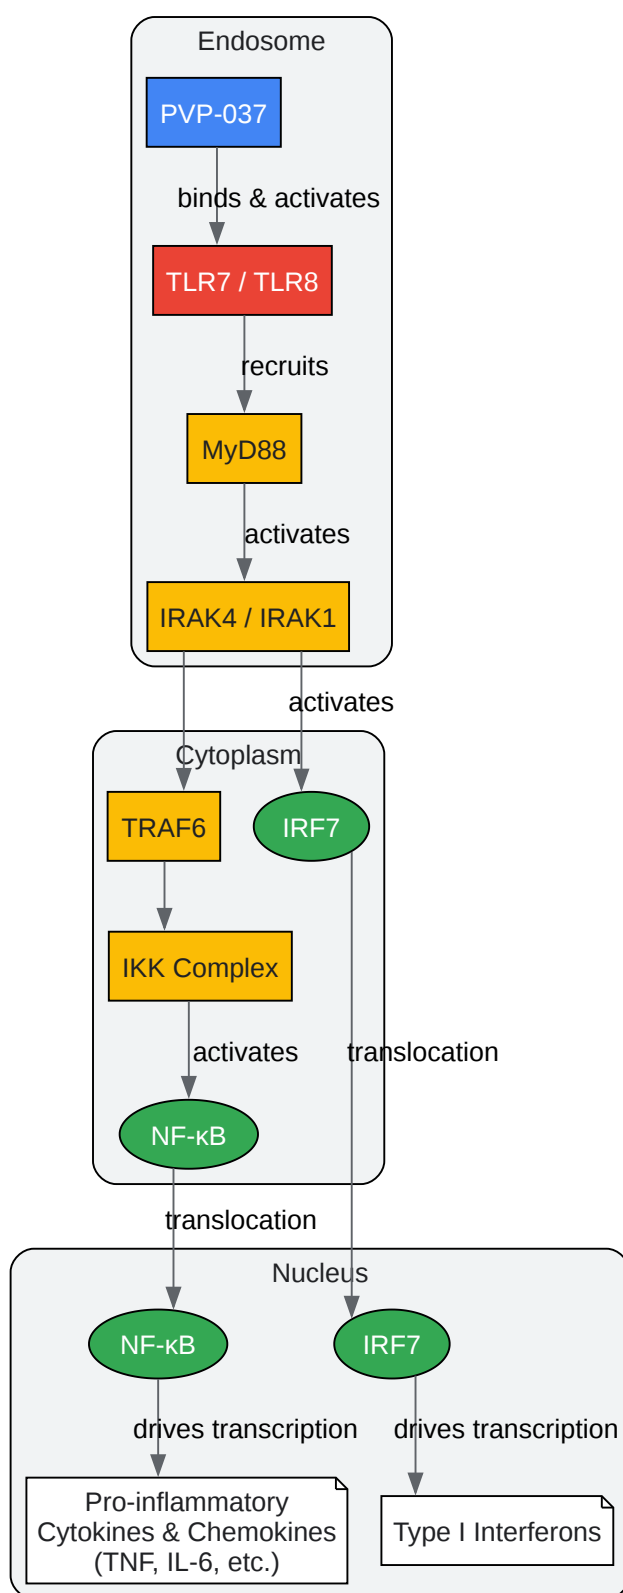 Endosome
PVP-037
binds & activates
TLR7 / TLR8
recruits
MyD88
activates
IRAK4 / IRAK1
activates
Cytoplasm
TRAF6
IRF7
IKK Complex
activates
translocation
NF-κB
translocation
Nucleus
NF-κB
IRF7
drives transcription
drives transcription
Pro-inflammatory
Cytokines & Chemokines
(TNF, IL-6, etc.)
Type I Interferons